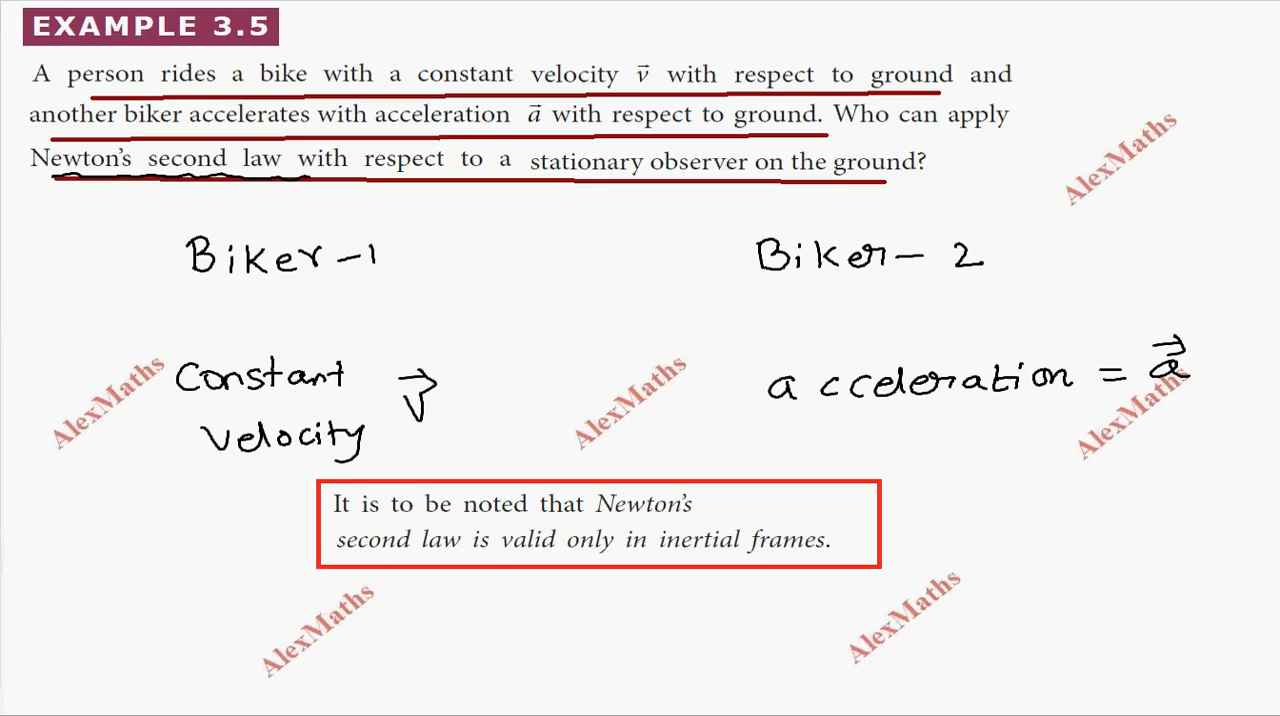 EXAMPLE 3.5
A person rides a bike with a constant velocity v⃗ with respect to ground and
another biker accelerates with acceleration a⃗ with respect to ground. Who can apply
Newton's second law with respect to a stationary observer on the ground?
AlexMaths
Biker-1
Biker- 2
Constant v⃗
velocity
acceleration = a⃗
AlexMaths
AlexMaths
AlexMaths
It is to be noted that Newton's
second law is valid only in inertial frames.
AlexMaths
AlexMaths